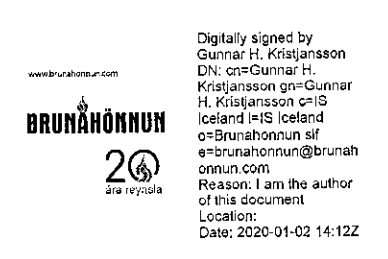 www.brunahonnun.com
BRUNAHÖNNUN
20
ára reynsla
Digitally signed by
Gunnar H. Kristjansson
DN: cn=Gunnar H.
Kristjansson gn=Gunnar
H. Kristjansson c=IS
Iceland l=IS Iceland
o=Brunahonnun slf
e=brunahonnun@brunah
onnun.com
Reason: I am the author
of this document
Location:
Date: 2020-01-02 14:12Z